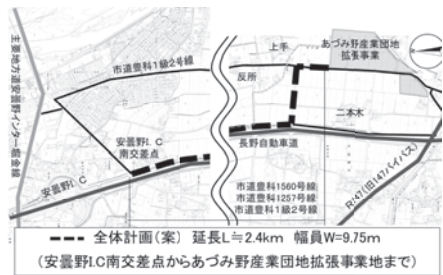 あづみ野産業団地
拡張事業
上手
市道豊科1級2号線
反所
主要地方道安曇野インター堀金線
二本木
安曇野I.C
南交差点
長野自動車道
安曇野I.C
市道豊科1560号線
市道豊科1257号線
市道豊科1級2号線
R147(旧147バイパス)
全体計画(案) 延長L≒2.4km 幅員W=9.75m
(安曇野I.C南交差点からあづみ野産業団地拡張事業地まで)